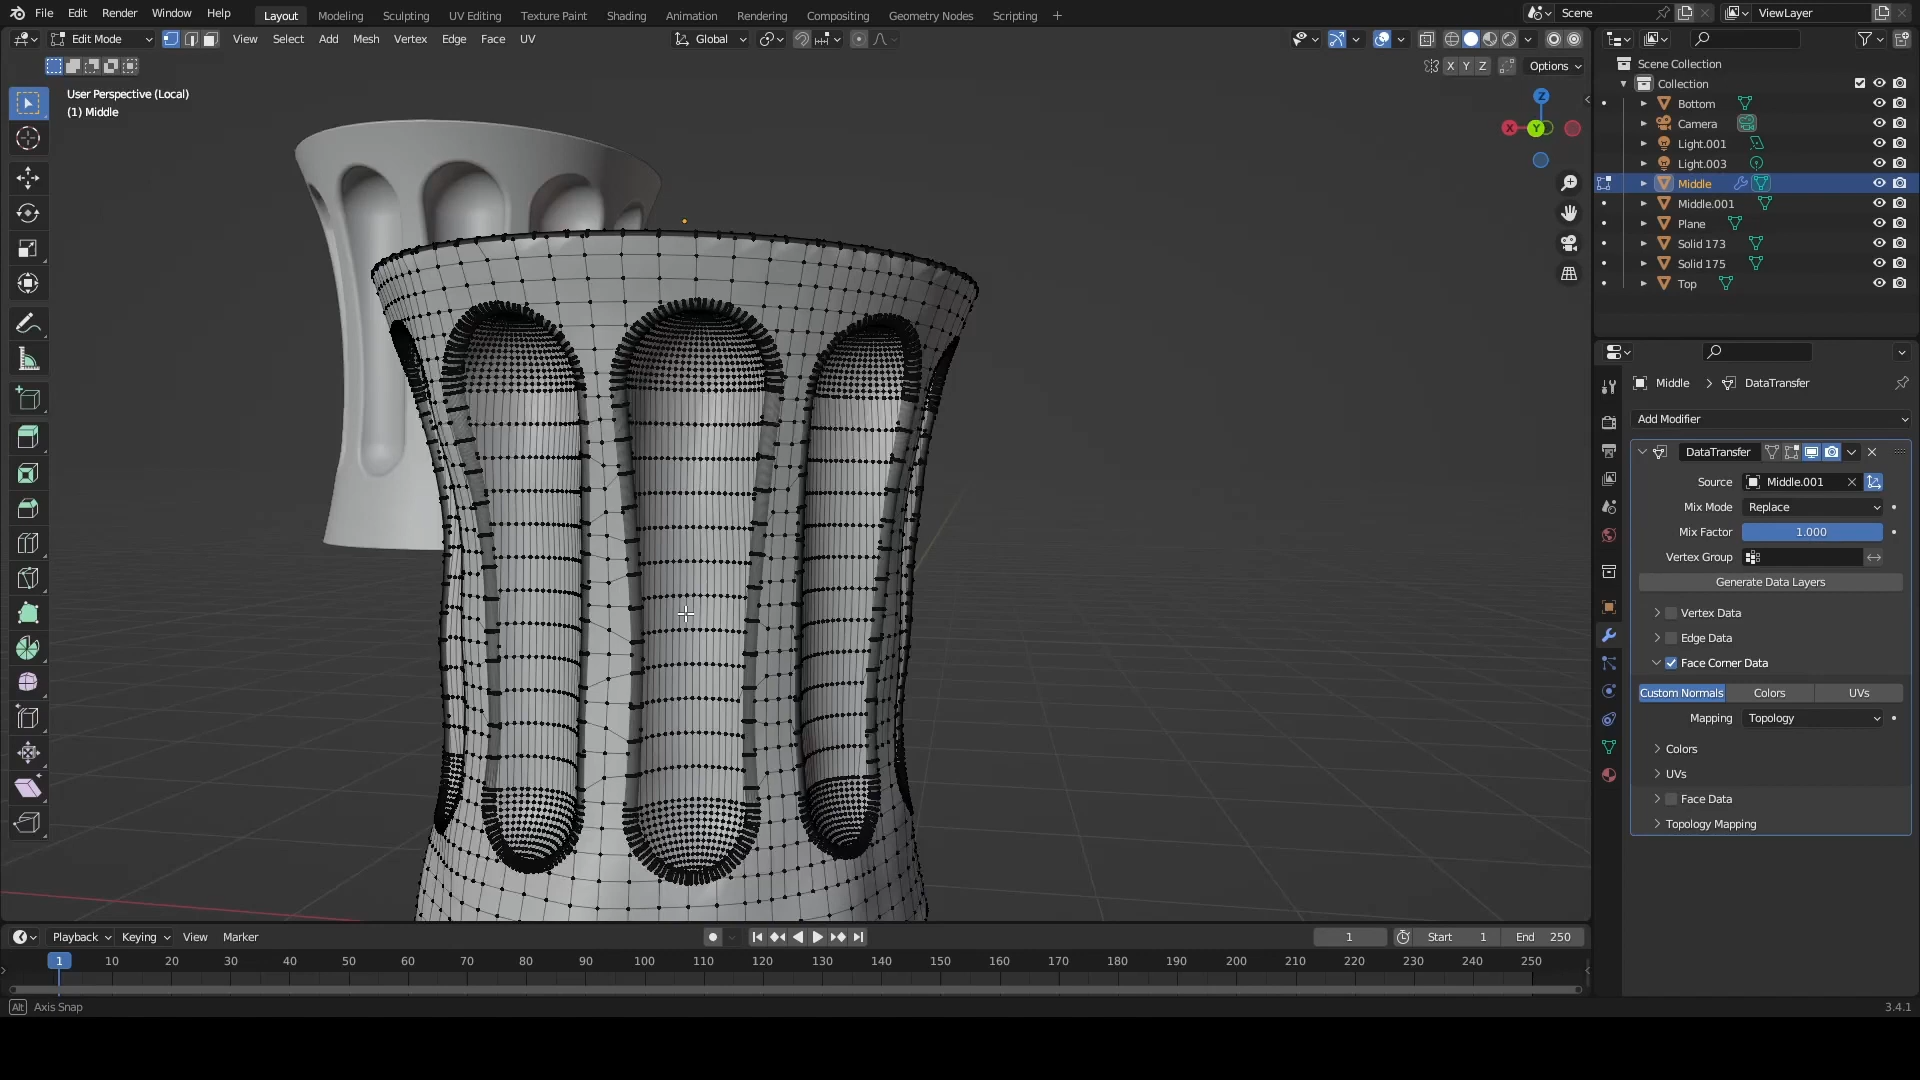 File Edit Render Window Help Layout Modeling Sculpting UV Editing Texture Paint Shading Animation Rendering Compositing Geometry Nodes Scripting + Scene ViewLayer
Edit Mode View Select Add Mesh Vertex Edge Face UV Global
X Y Z Options
User Perspective (Local)
(1) Middle
Z
X
Y
Scene Collection
Collection
Bottom
Camera
Light.001
Light.003
Middle
Middle.001
Plane
Solid 173
Solid 175
Top
Middle > DataTransfer
Add Modifier
DataTransfer
Source Middle.001
Mix Mode Replace
Mix Factor 1.000
Vertex Group
Generate Data Layers
Vertex Data
Edge Data
Face Corner Data
Custom Normals Colors UVs
Mapping Topology
Colors
UVs
Face Data
Topology Mapping
Playback Keying View Marker 1 Start 1 End 250
1 10 20 30 40 50 60 70 80 90 100 110 120 130 140 150 160 170 180 190 200 210 220 230 240 250
Alt Axis Snap 3.4.1